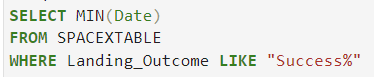 SELECT MIN(Date)
FROM SPACEXTABLE
WHERE Landing_Outcome LIKE "Success%"